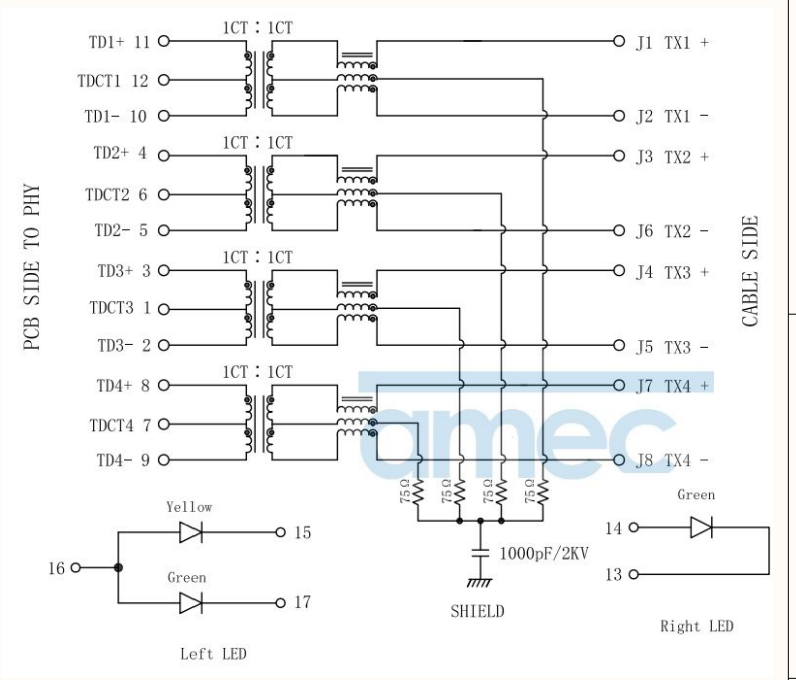 1CT : 1CT
TD1+ 11
J1 TX1 +
TDCT1 12
TD1- 10
J2 TX1 -
1CT : 1CT
TD2+ 4
J3 TX2 +
TDCT2 6
TD2- 5
J6 TX2 -
1CT : 1CT
TD3+ 3
J4 TX3 +
TDCT3 1
TD3- 2
J5 TX3 -
1CT : 1CT
TD4+ 8
J7 TX4 +
TDCT4 7
TD4- 9
J8 TX4 -
PCB SIDE TO PHY
CABLE SIDE
amec
75Ω
75Ω
75Ω
75Ω
1000pF/2KV
SHIELD
Yellow
15
16
Green
17
Left LED
Green
14
13
Right LED